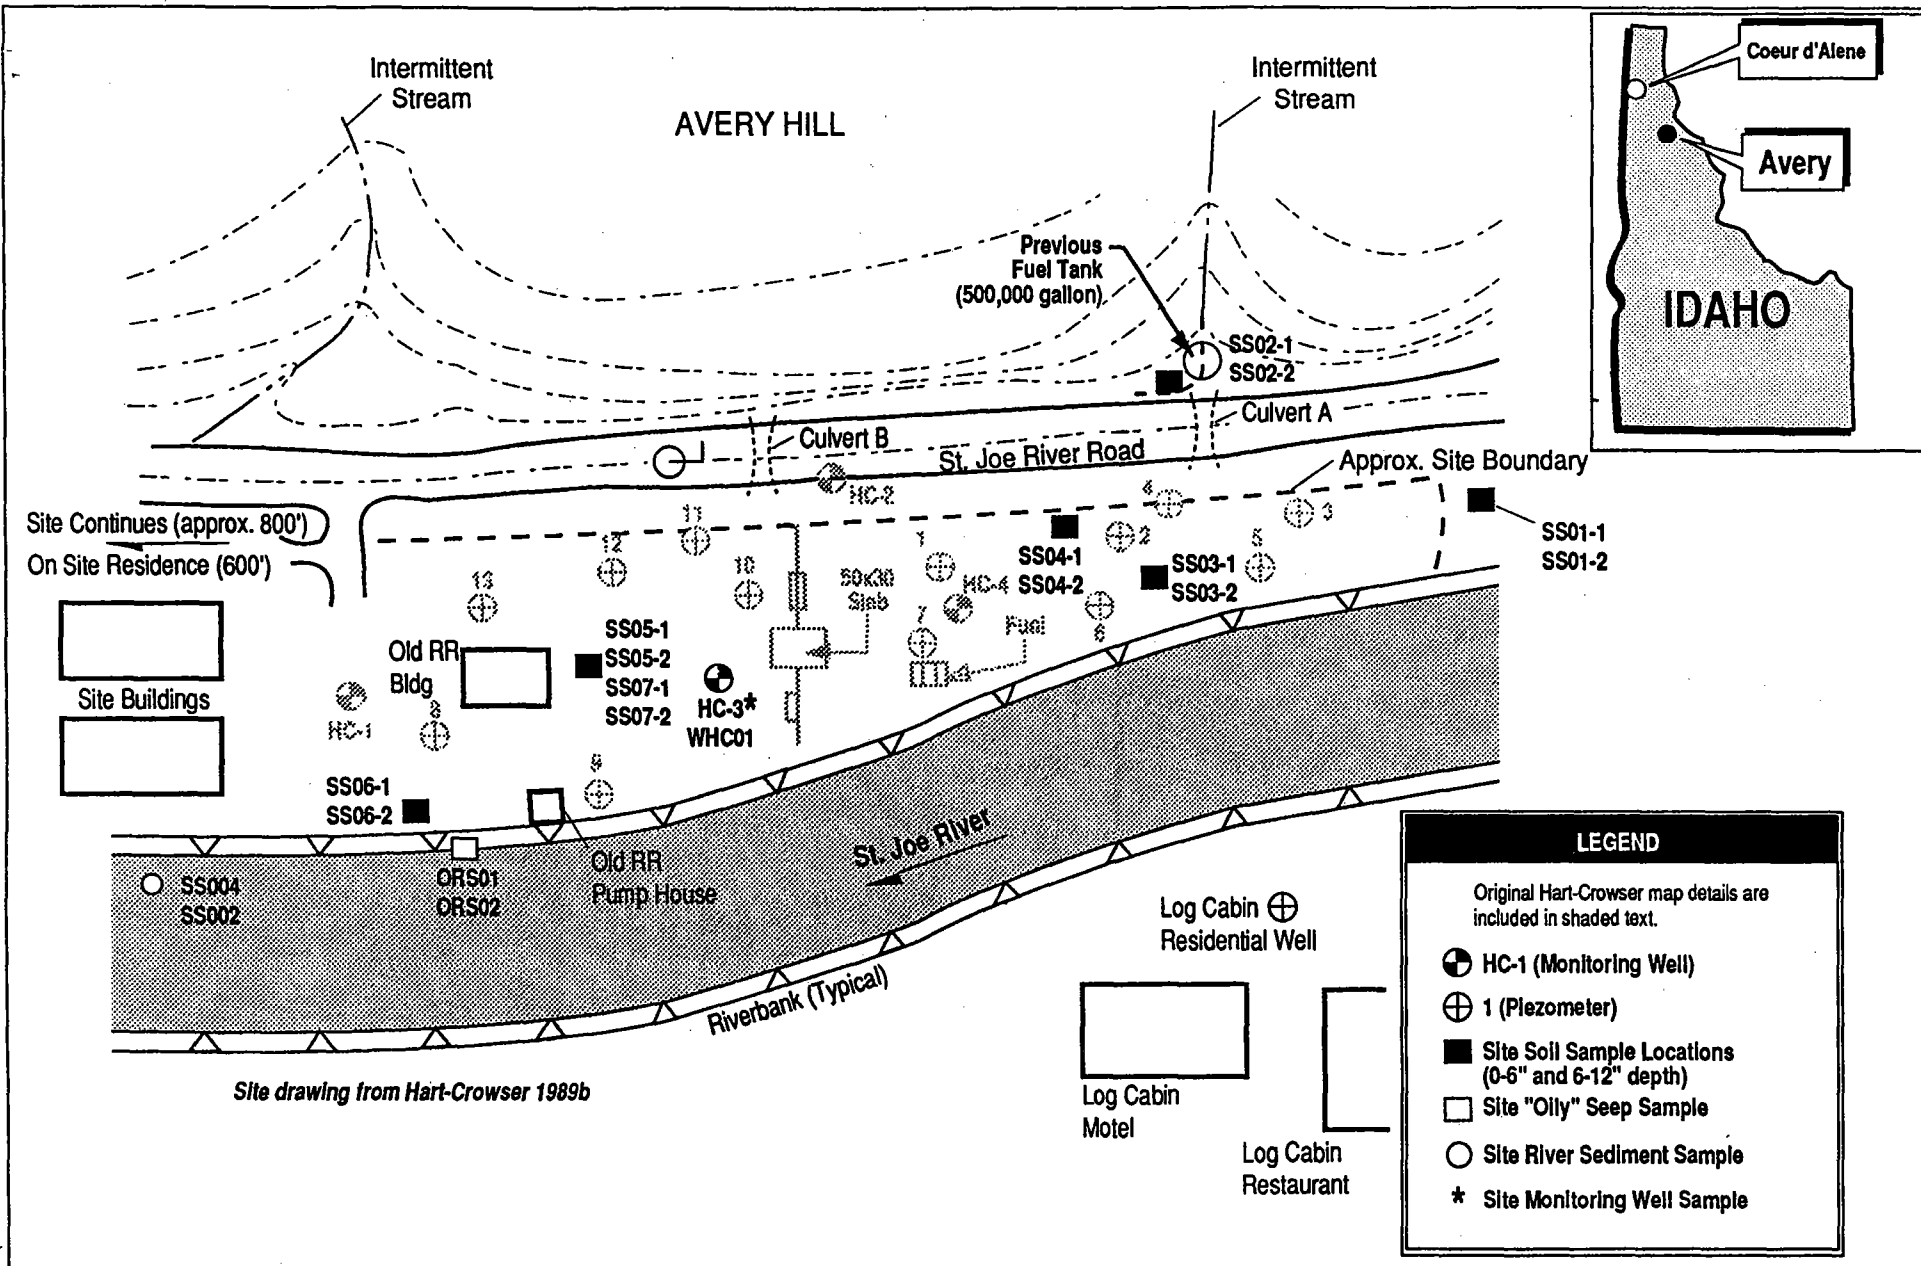 Intermittent
Stream
AVERY HILL
Intermittent
Stream
Coeur d'Alene
Avery
IDAHO
Previous
Fuel Tank
(500,000 gallon)
SS02-1
SS02-2
Culvert A
Culvert B
St. Joe River Road
Approx. Site Boundary
HC-2
Site Continues (approx. 800')
On Site Residence (600')
SS01-1
SS01-2
11
12
13
10
1
4
2
3
5
6
7
8
9
50x30
Slab
HC-4
Fuel
x3
SS04-1
SS04-2
SS03-1
SS03-2
SS05-1
SS05-2
SS07-1
SS07-2
Old RR
Bldg
HC-3*
WHC01
Site Buildings
HC-1
SS06-1
SS06-2
SS004
SS002
ORS01
ORS02
Old RR
Pump House
St. Joe River
Riverbank (Typical)
Log Cabin
Residential Well
Log Cabin
Motel
Log Cabin
Restaurant
Site drawing from Hart-Crowser 1989b
LEGEND
Original Hart-Crowser map details are
included in shaded text.
HC-1 (Monitoring Well)
1 (Piezometer)
Site Soil Sample Locations
(0-6" and 6-12" depth)
Site "Oily" Seep Sample
Site River Sediment Sample
* Site Monitoring Well Sample